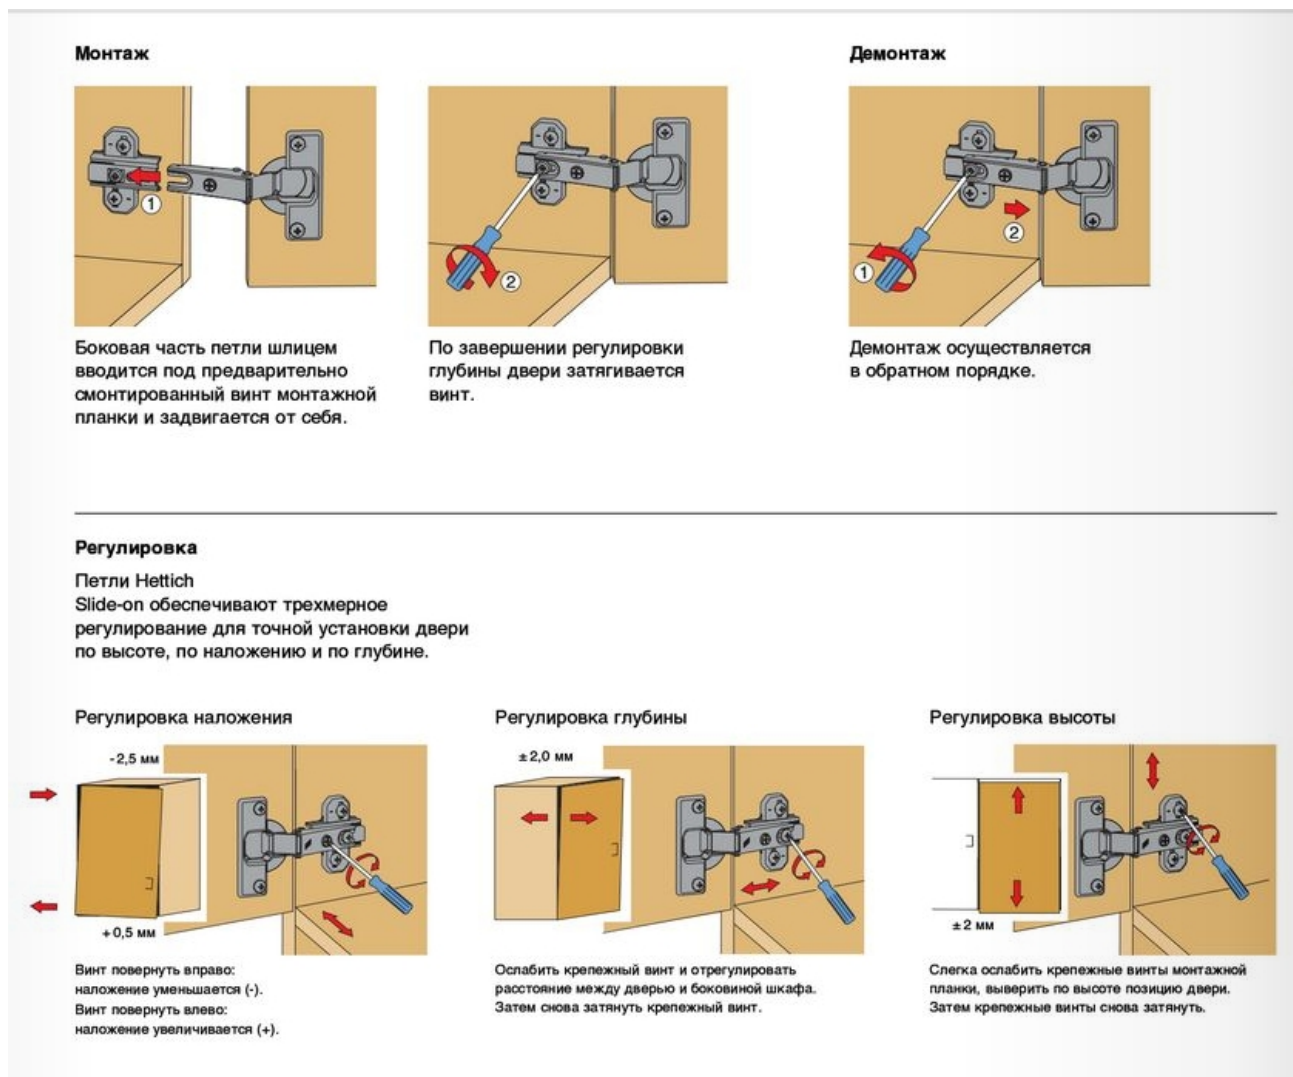 Монтаж
Демонтаж
1
2
1
2
Боковая часть петли шлицем
вводится под предварительно
смонтированный винт монтажной
планки и задвигается от себя.
По завершении регулировки
глубины двери затягивается
винт.
Демонтаж осуществляется
в обратном порядке.
Регулировка
Петли Hettich
Slide-on обеспечивают трехмерное
регулирование для точной установки двери
по высоте, по наложению и по глубине.
Регулировка наложения
-2,5 мм
+0,5 мм
Винт повернуть вправо:
наложение уменьшается (-).
Винт повернуть влево:
наложение увеличивается (+).
Регулировка глубины
±2,0 мм
Ослабить крепежный винт и отрегулировать
расстояние между дверью и боковиной шкафа.
Затем снова затянуть крепежный винт.
Регулировка высоты
±2 мм
Слегка ослабить крепежные винты монтажной
планки, выверить по высоте позицию двери.
Затем крепежные винты снова затянуть.